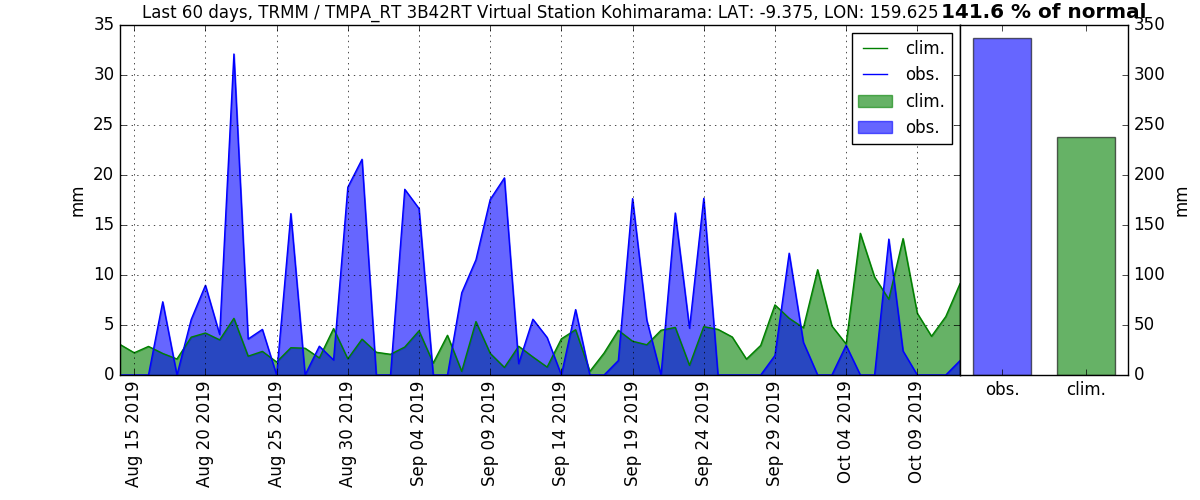 Last 60 days, TRMM / TMPA_RT 3B42RT Virtual Station Kohimarama: LAT: -9.375, LON: 159.625
141.6 % of normal
35
30
25
20
15
10
5
0
mm
clim.
obs.
clim.
obs.
350
300
250
200
150
100
50
0
mm
obs.
clim.
Aug 15 2019
Aug 20 2019
Aug 25 2019
Aug 30 2019
Sep 04 2019
Sep 09 2019
Sep 14 2019
Sep 19 2019
Sep 24 2019
Sep 29 2019
Oct 04 2019
Oct 09 2019